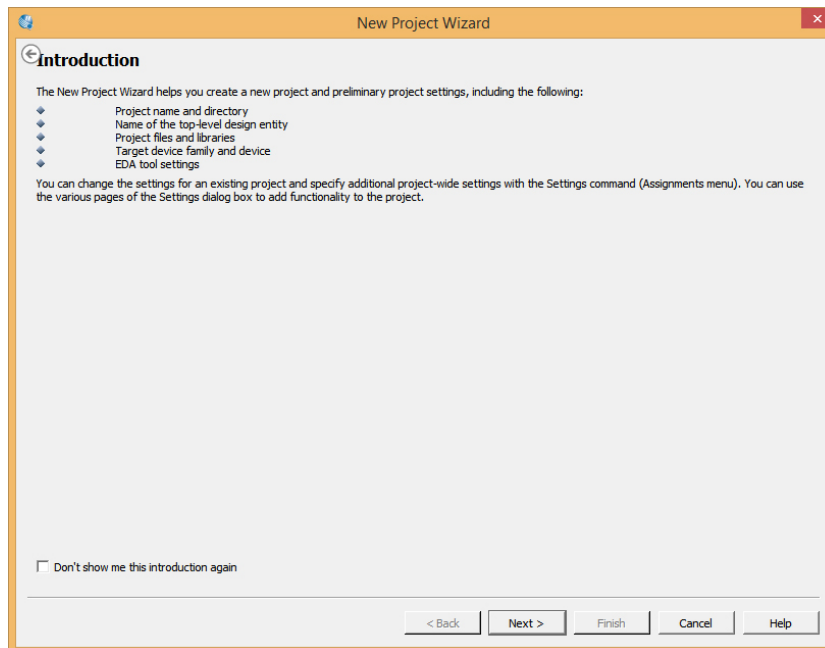 New Project Wizard
Introduction
The New Project Wizard helps you create a new project and preliminary project settings, including the following:
Project name and directory
Name of the top-level design entity
Project files and libraries
Target device family and device
EDA tool settings
You can change the settings for an existing project and specify additional project-wide settings with the Settings command (Assignments menu). You can use
the various pages of the Settings dialog box to add functionality to the project.
Don't show me this introduction again
< Back Next > Finish Cancel Help